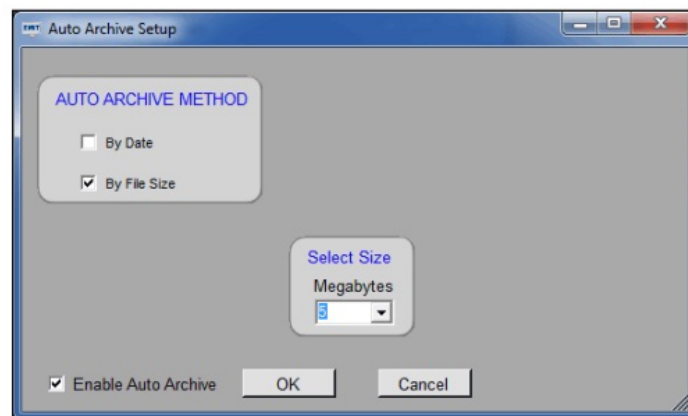 EMT Auto Archive Setup
AUTO ARCHIVE METHOD
By Date
By File Size
Select Size
Megabytes
5
Enable Auto Archive
OK
Cancel